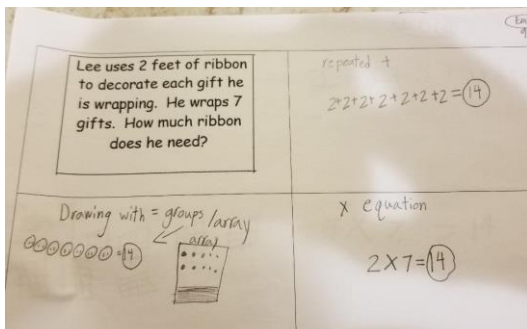 Lee uses 2 feet of ribbon
to decorate each gift he
is wrapping. He wraps 7
gifts. How much ribbon
does he need?
repeated +
2+2+2+2+2+2+2=14
Drawing with = groups/array
=14
array
x equation
2x7=14